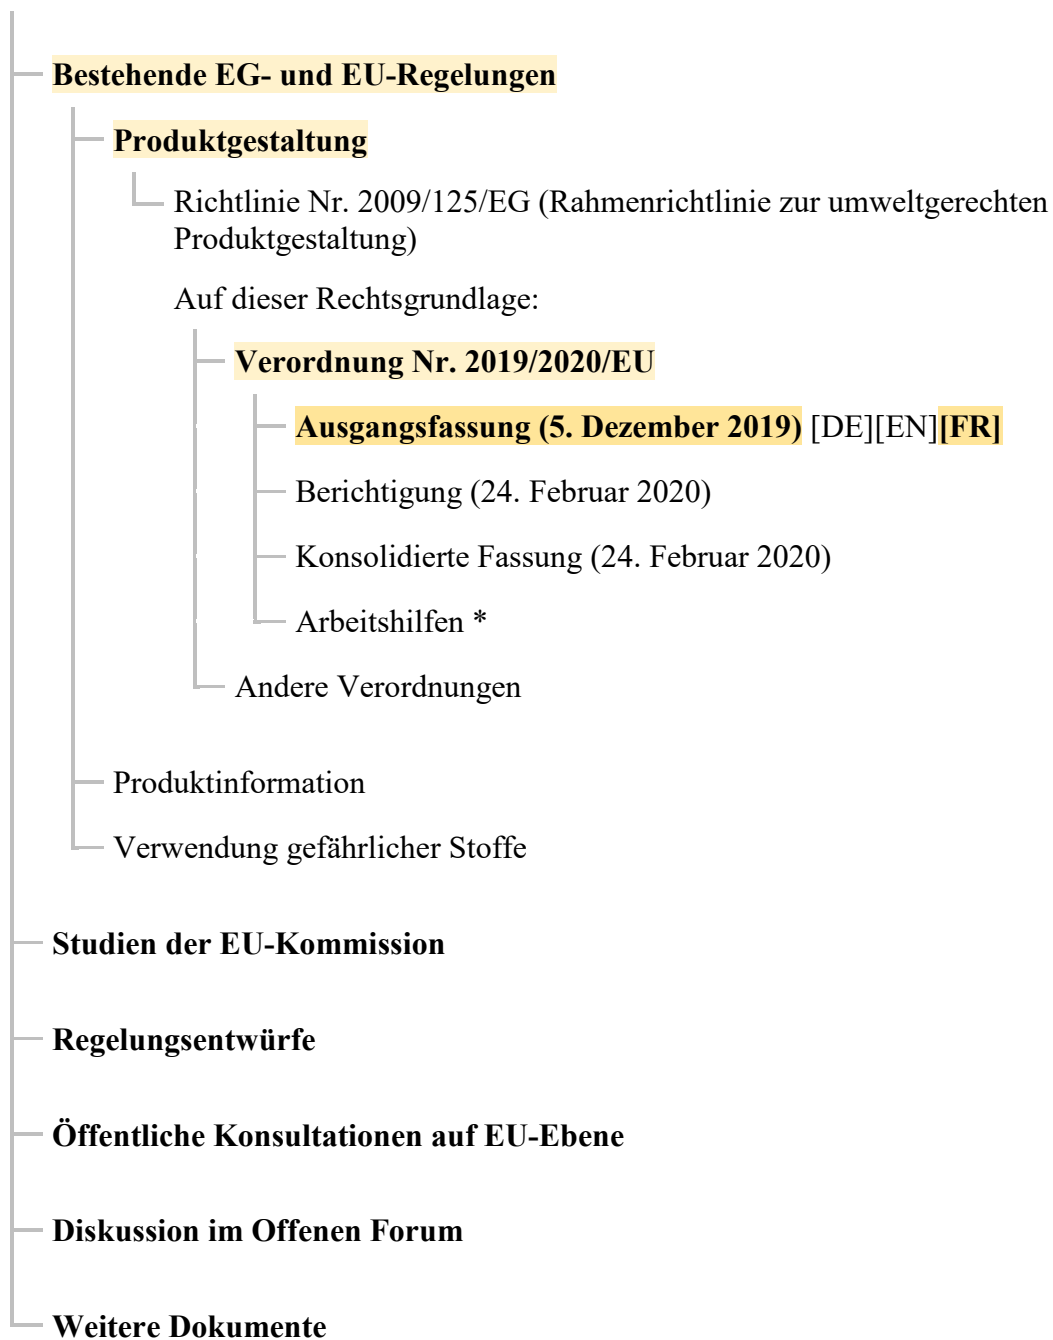 Bestehende EG- und EU-Regelungen
Produktgestaltung
Richtlinie Nr. 2009/125/EG (Rahmenrichtlinie zur umweltgerechten
Produktgestaltung)
Auf dieser Rechtsgrundlage:
Verordnung Nr. 2019/2020/EU
Ausgangsfassung (5. Dezember 2019) [DE][EN][FR]
Berichtigung (24. Februar 2020)
Konsolidierte Fassung (24. Februar 2020)
Arbeitshilfen *
Andere Verordnungen
Produktinformation
Verwendung gefährlicher Stoffe
Studien der EU-Kommission
Regelungsentwürfe
Öffentliche Konsultationen auf EU-Ebene
Diskussion im Offenen Forum
Weitere Dokumente